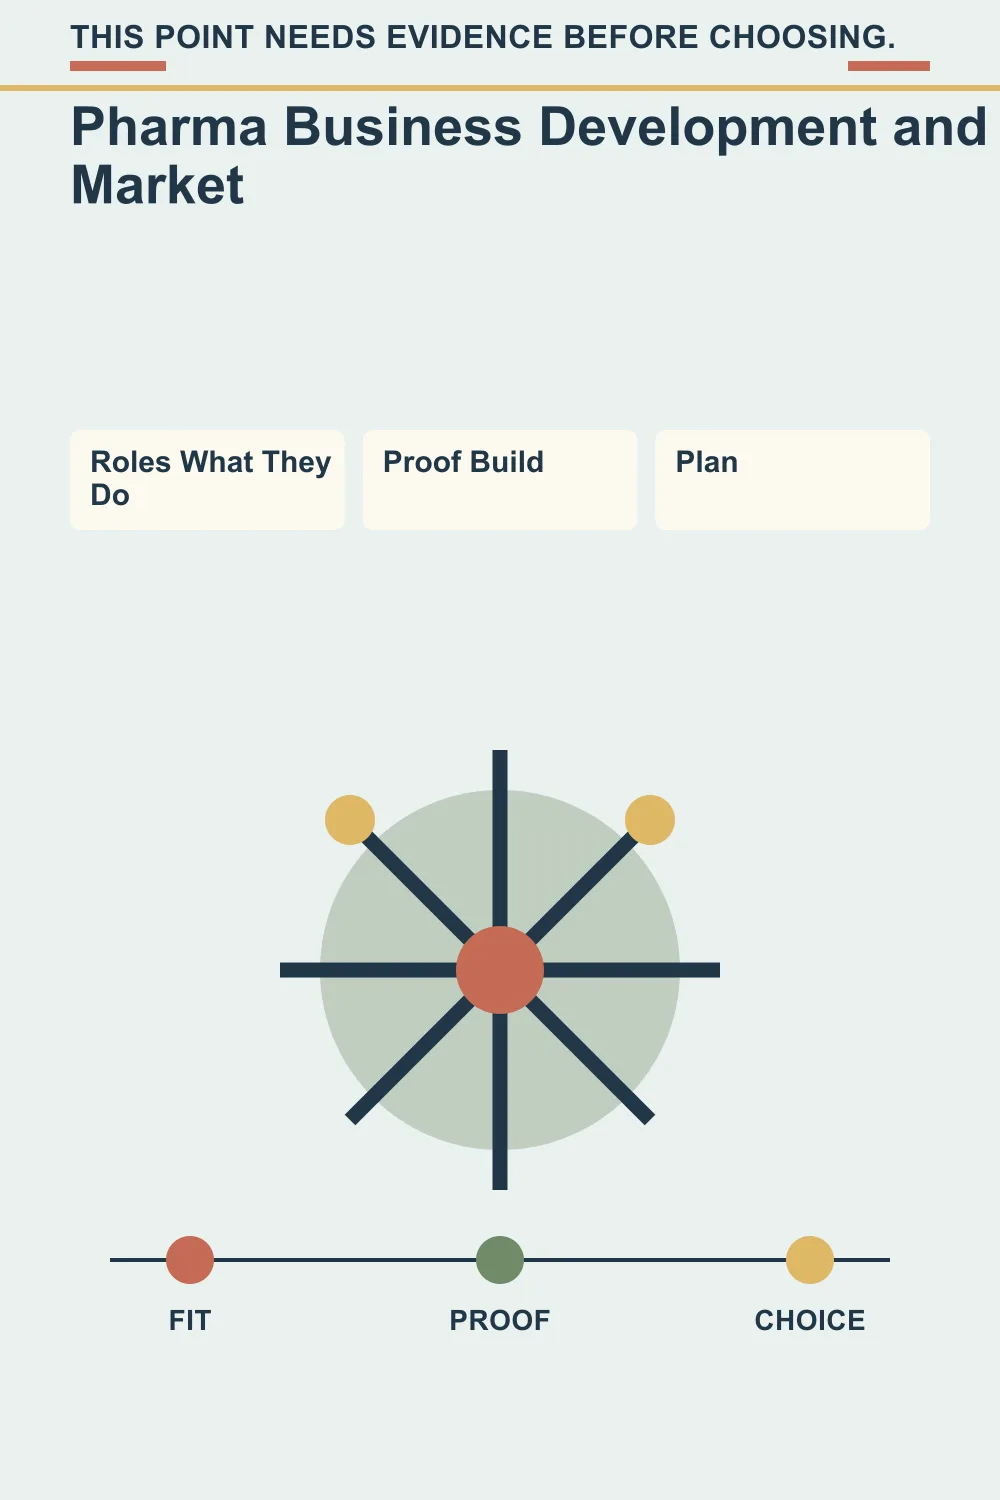 THIS POINT NEEDS EVIDENCE BEFORE CHOOSING.
Pharma Business Development and
Market
Roles What They
Do
Proof Build
Plan
FIT
PROOF
CHOICE